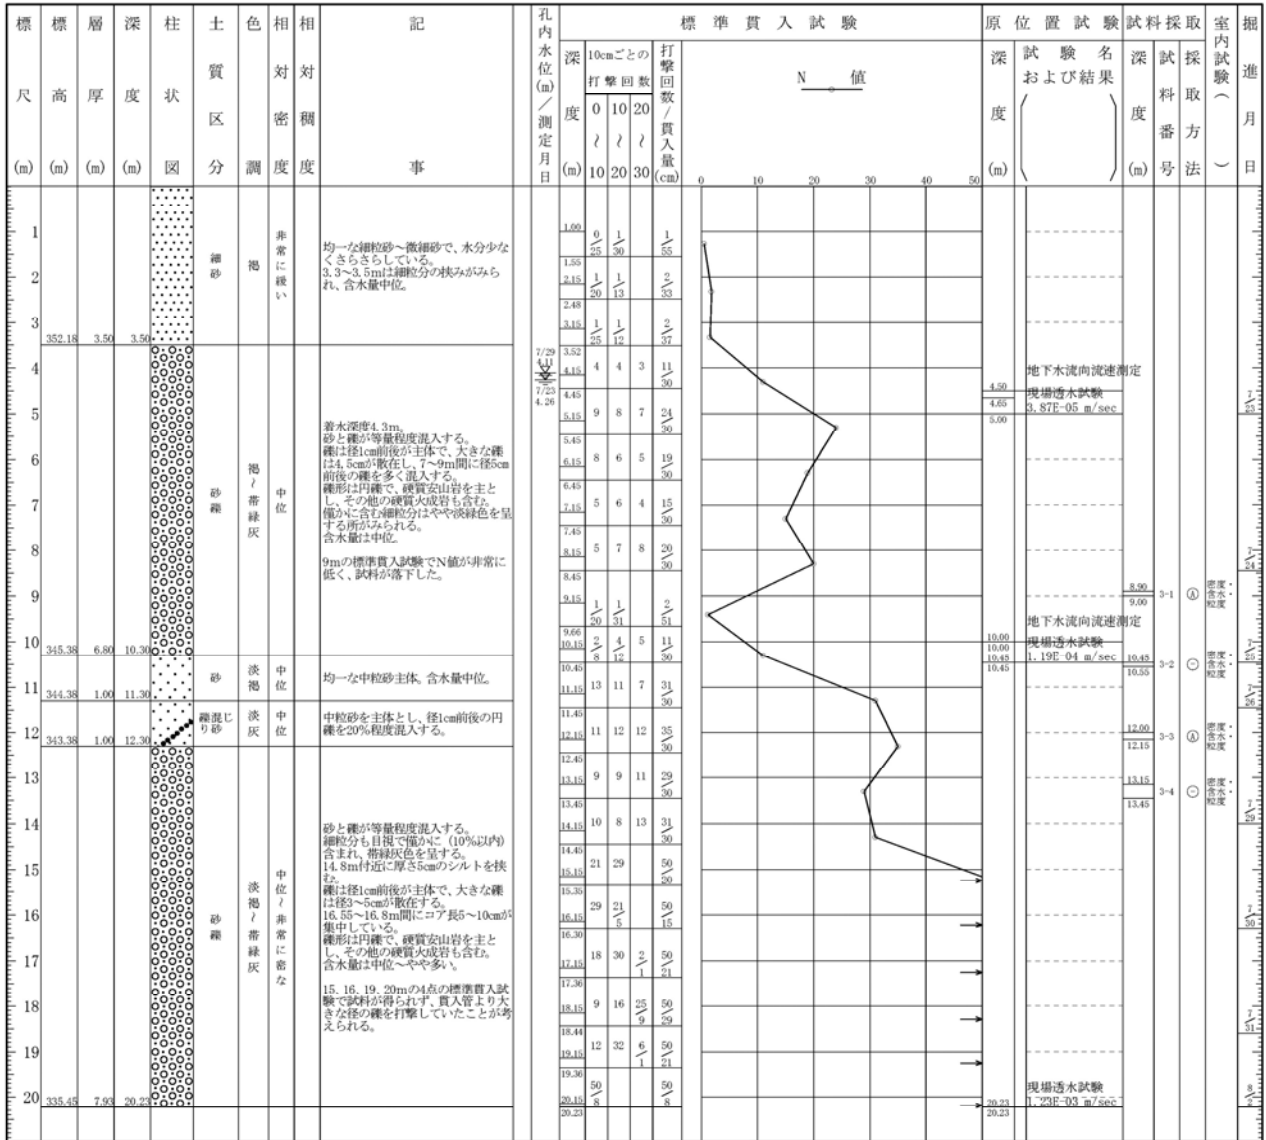 標尺(m)
標高(m)
層厚(m)
深度(m)
柱状図
土質区分
色調
相対密度
相対稠度
記事
孔内水位(m)／測定月日
標準貫入試験
深度(m)
10cmごとの
打撃回数
0～10
10～20
20～30
打撃回数/貫入量(cm)
N 値
0 10 20 30 40 50
原位置試験
深度(m)
試験名
および結果
試料採取
深度(m)
試料番号
採取方法
室内試験（ ）
掘進月日
1
2
3
4
5
6
7
8
9
10
11
12
13
14
15
16
17
18
19
20
352.18 3.50 3.50
細砂
褐
非常に緩い
均一な細粒砂～微細砂で、水分少な
くさらさらしている。
3.3～3.5mは細粒分の挟みがみら
れ、含水量中位。
345.38 6.80 10.30
砂礫
褐～帯緑灰
中位
着水深度4.3m。
砂と礫が等量程度混入する。
礫は径1cm前後が主体で、大きな礫
は4.5cmが散在し、7～9m間に径5cm
前後の礫を多く混入する。
礫形は円礫で、硬質安山岩を主と
し、その他の硬質火成岩も含む。
僅かに含む細粒分はやや淡緑色を呈
する所がみられる。
含水量は中位。
9mの標準貫入試験でN値が非常に
低く、試料が落下した。
344.38 1.00 11.30
砂
淡褐
中位
均一な中粒砂主体。含水量中位。
343.38 1.00 12.30
礫混じ
り砂
淡灰
中位
中粒砂を主体とし、径1cm前後の円
礫を20%程度混入する。
335.45 7.93 20.23
砂礫
淡褐～帯緑灰
中位～非常に密な
砂と礫が等量程度混入する。
細粒分も目視で僅かに（10%以内）
含まれ、帯緑灰色を呈する。
14.8m付近に厚さ5cmのシルトを挟
む。
礫は径1cm前後が主体で、大きな礫
は径3～5cmが散在する。
16.55～16.8m間にコア長5～10cmが
集中している。
礫形は円礫で、硬質安山岩を主と
し、その他の硬質火成岩も含む。
含水量は中位～やや多い。
15．16．19．20mの4点の標準貫入試
験で試料が得られず、貫入管より大
きな径の礫を打撃していたことが考
えられる。
7/29
4.11
7/23
4.26
1.00 0/25 1/30 1/55
1.55
2.15 1/20 1/13 2/33
2.48
3.15 1/25 1/12 2/37
3.52
4.15 4 4 3 11/30
4.45
5.15 9 8 7 24/30
5.45
6.15 8 6 5 19/30
6.45
7.15 5 6 4 15/30
7.45
8.15 5 7 8 20/30
8.45
9.15 1/20 1/31 2/51
9.66
10.15 2/8 4/12 5 11/30
10.45
11.15 13 11 7 31/30
11.45
12.15 11 12 12 35/30
12.45
13.15 9 9 11 29/30
13.45
14.15 10 8 13 31/30
14.45
15.15 21 29 50/20
15.35
16.15 29 21/5 50/15
16.30
17.15 18 30 2/1 50/21
17.36
18.15 9 16 25/9 50/29
18.44
19.15 12 32 6/1 50/21
19.36
20.15 50/8 50/8
20.23
地下水流向流速測定
4.50
現場透水試験
4.65
3.87E-05 m/sec
5.00
地下水流向流速測定
10.00
現場透水試験
10.00
1.19E-04 m/sec
10.45
10.45
現場透水試験
1.23E-03 m/sec
20.23
20.23
8.90
9.00
3-1 A
密度・
含水・
粒度
10.45
10.55
3-2 −
密度・
含水・
粒度
12.00
12.15
3-3 A
密度・
含水・
粒度
13.15
13.45
3-4 −
密度・
含水・
粒度
7/23
7/24
7/25
7/26
7/29
7/30
7/31
8/2